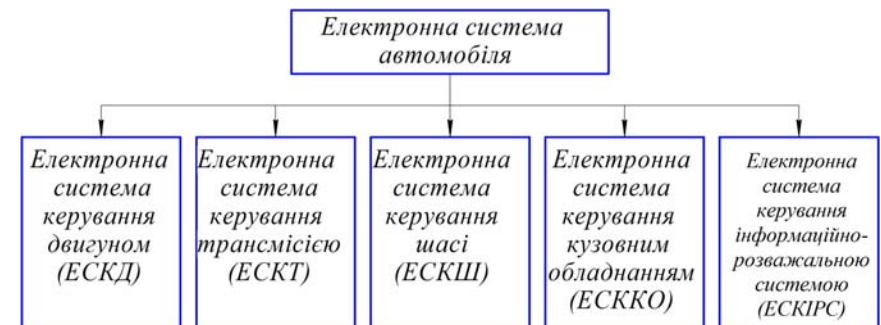 Електронна система
автомобіля
Електронна
система
керування
двигуном
(ЕСКД)
Електронна
система
керування
трансмісією
(ЕСКТ)
Електронна
система
керування
шасі
(ЕСКШ)
Електронна
система
керування
кузовним
обладнанням
(ЕСККО)
Електронна
система
керування
інформаційно-
розважальною
системою
(ЕСКІРС)